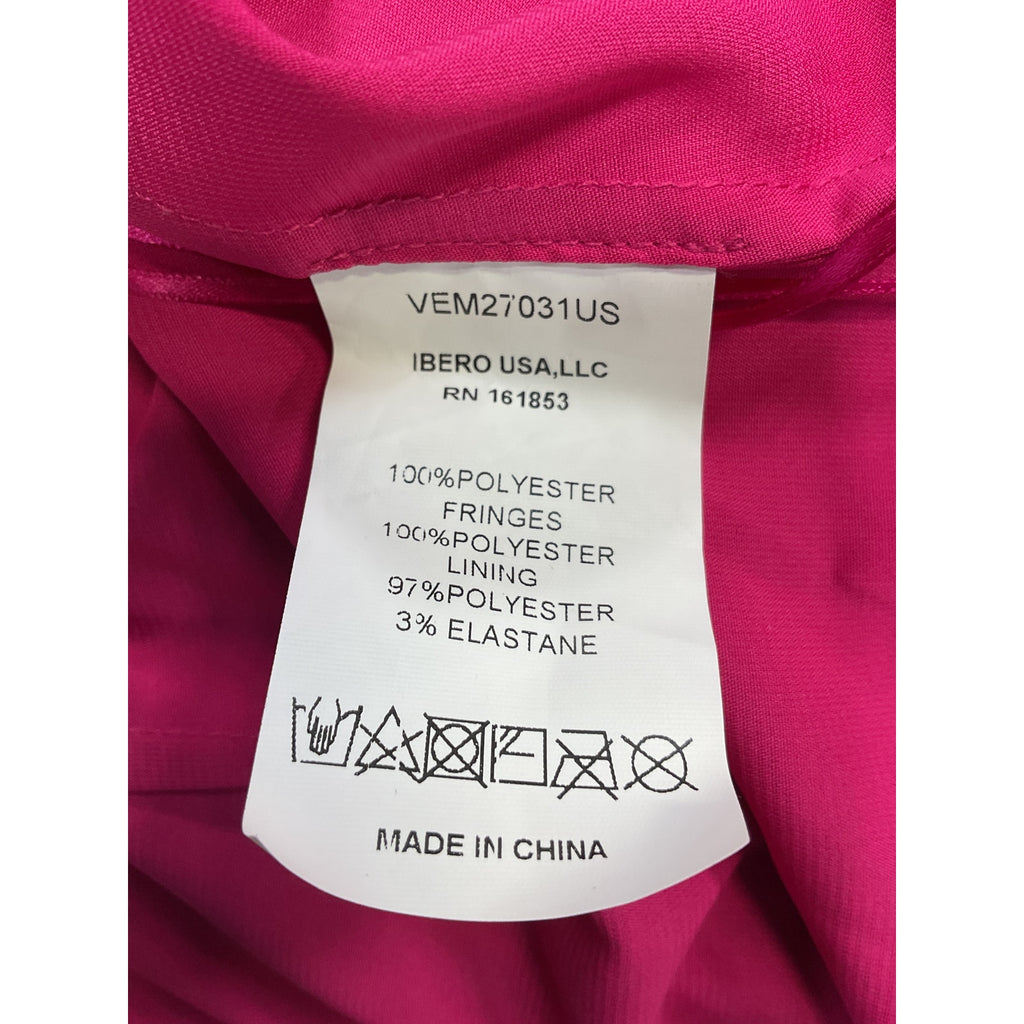 VEM27031US
IBERO USA,LLC
RN 161853
100%POLYESTER
FRINGES
100%POLYESTER
LINING
97%POLYESTER
3% ELASTANE
MADE IN CHINA